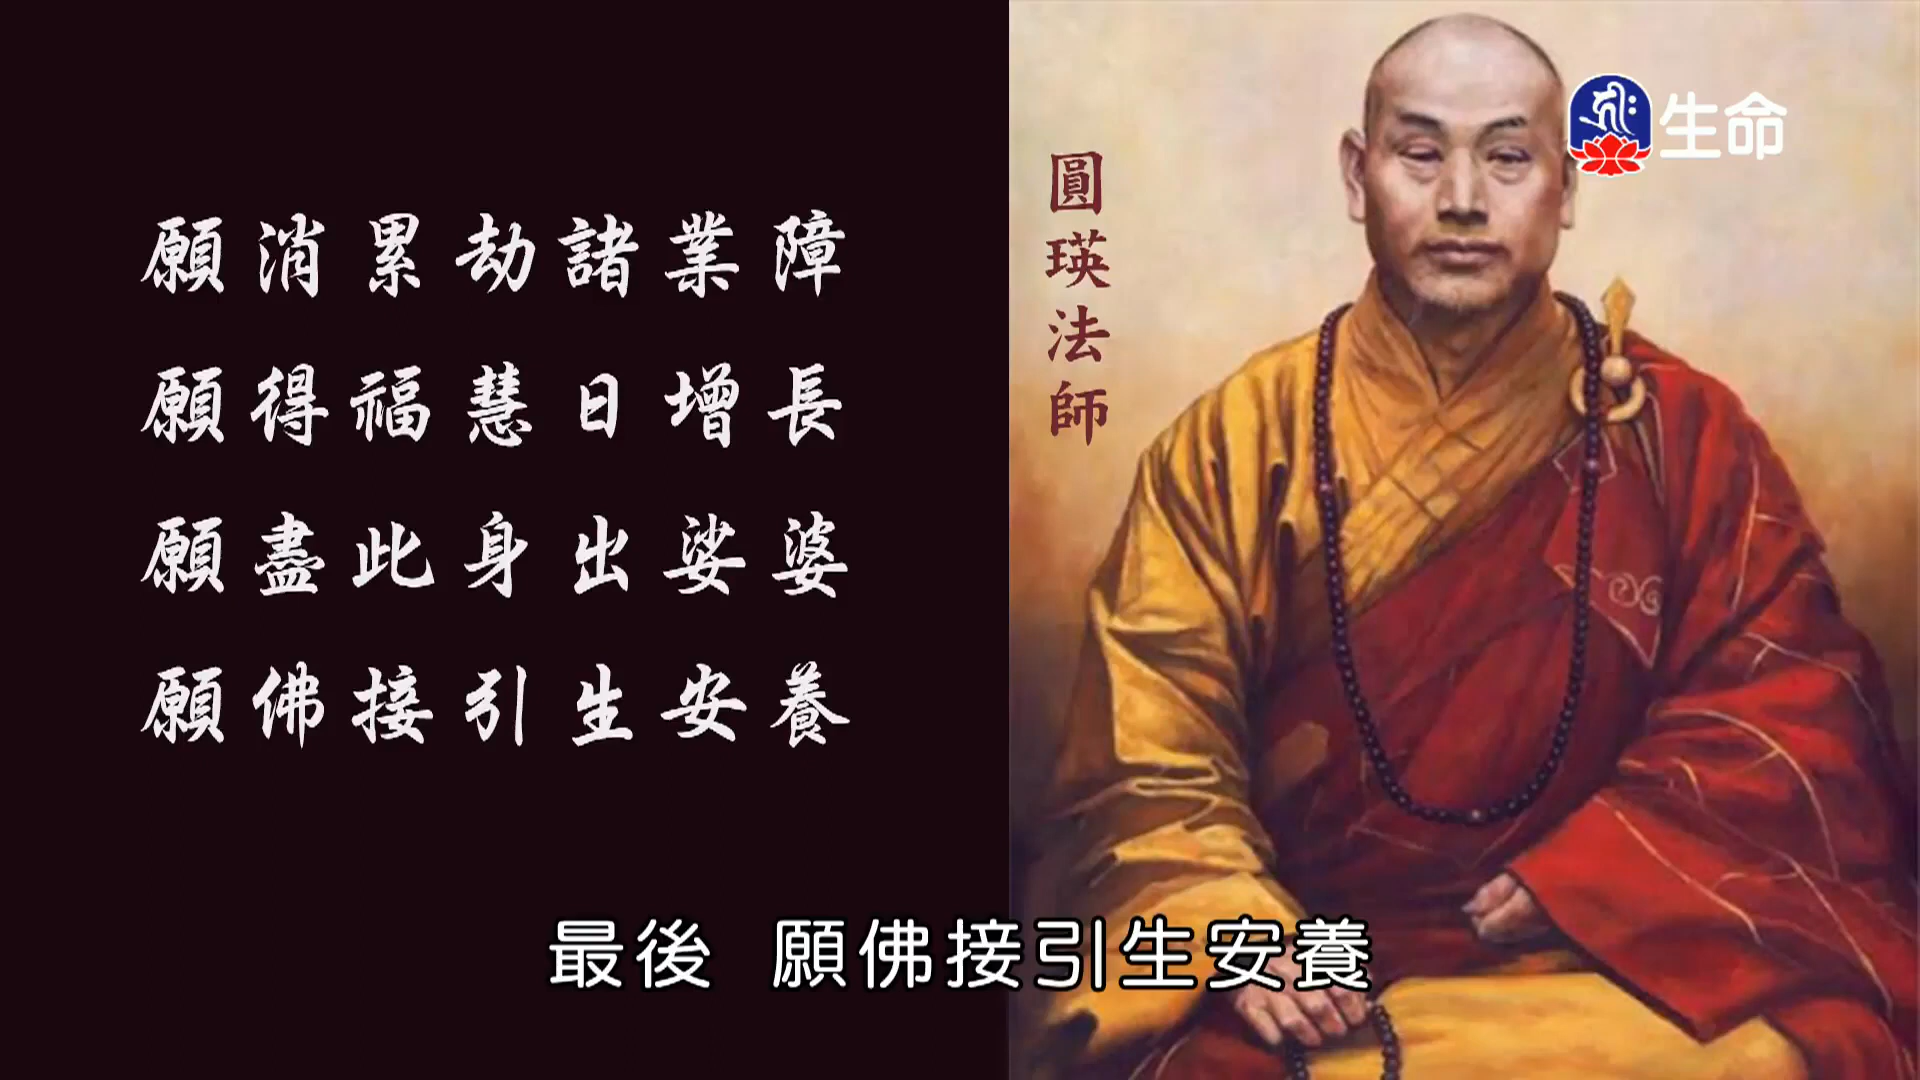 願消累劫諸業障
願得福慧日增長
願盡此身出娑婆
願佛接引生安養
圓瑛法師
生命
最後 願佛接引生安養